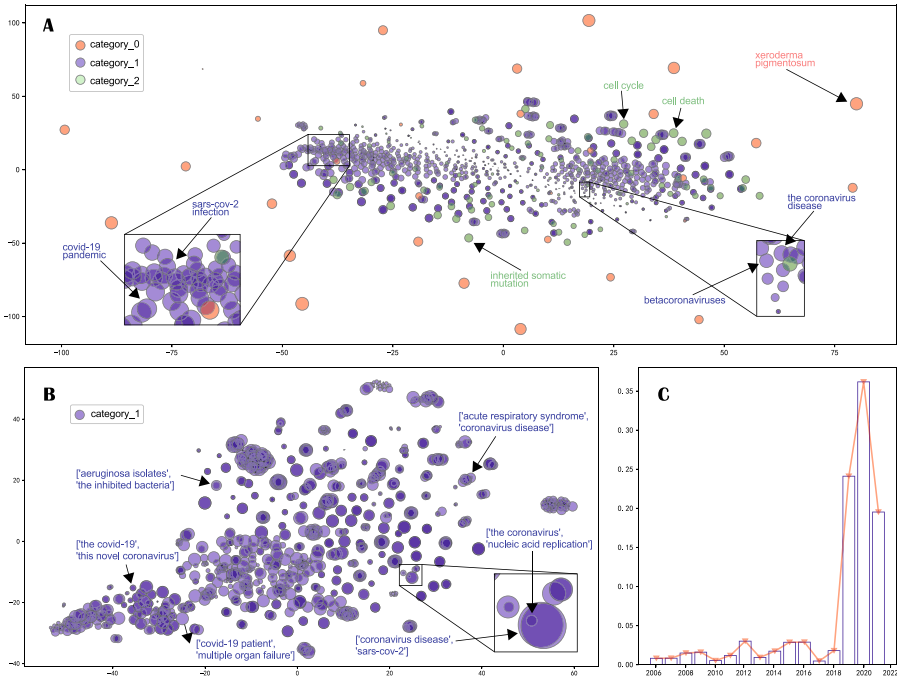 A
category_0
category_1
category_2
xeroderma
pigmentosum
cell cycle
cell death
sars-cov-2
infection
covid-19
pandemic
the coronavirus
disease
inherited somatic
mutation
betacoronaviruses
100
50
0
−50
−100
−100
−75
−50
−25
0
25
50
75
B
category_1
['acute respiratory syndrome',
'coronavirus disease']
['aeruginosa isolates',
'the inhibited bacteria']
['the coronavirus',
'nucleic acid replication']
['the covid-19',
'this novel coronavirus']
['covid-19 patient',
'multiple organ failure']
['coronavirus disease',
'sars-cov-2']
40
20
0
−20
−40
−40
−20
0
20
40
60
C
0.35
0.30
0.25
0.20
0.15
0.10
0.05
0.00
2006
2008
2010
2012
2014
2016
2018
2020
2022